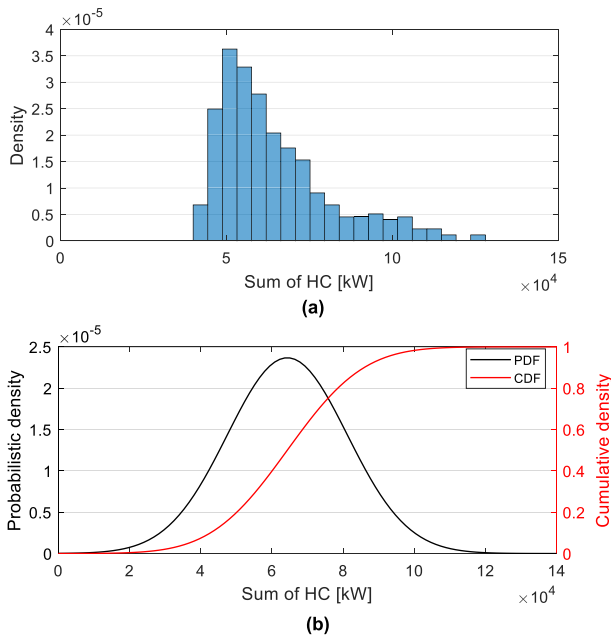 ×10-5
4
3.5
3
2.5
2
1.5
1
0.5
0
Density
0 5 10 15
Sum of HC [kW]
×104
(a)
×10-5
2.5
2
1.5
1
0.5
0
Probabilistic density
PDF
CDF
1
0.8
0.6
0.4
0.2
0
Cumulative density
0 2 4 6 8 10 12 14
Sum of HC [kW]
×104
(b)